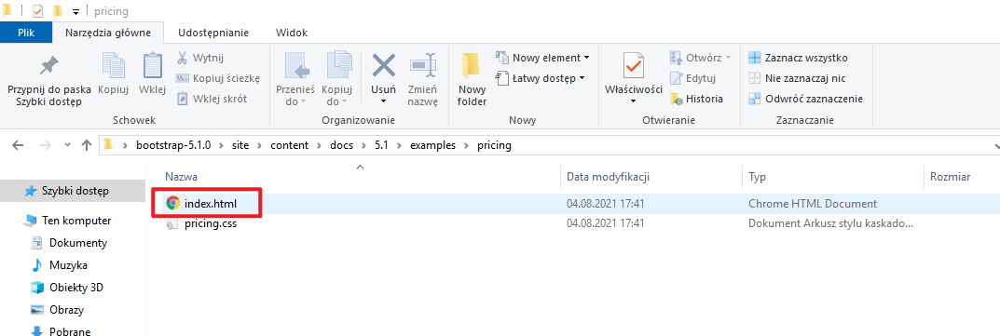 pricing
Plik Narzędzia główne Udostępnianie Widok
Przypnij do paska Szybki dostęp
Kopiuj
Wklej
Wytnij
Kopiuj ścieżkę
Wklej skrót
Schowek
Przenieś do
Kopiuj do
Usuń
Zmień nazwę
Organizowanie
Nowy folder
Nowy element
Łatwy dostęp
Nowy
Właściwości
Otwórz
Edytuj
Historia
Otwieranie
Zaznacz wszystko
Nie zaznaczaj nic
Odwróć zaznaczenie
Zaznaczanie
bootstrap-5.1.0 site content docs 5.1 examples pricing
Nazwa Data modyfikacji Typ Rozmiar
index.html 04.08.2021 17:41 Chrome HTML Document
pricing.css 04.08.2021 17:41 Dokument Arkusz stylu kaskado...
Szybki dostęp
Ten komputer
Dokumenty
Muzyka
Obiekty 3D
Obrazy
Pobrane